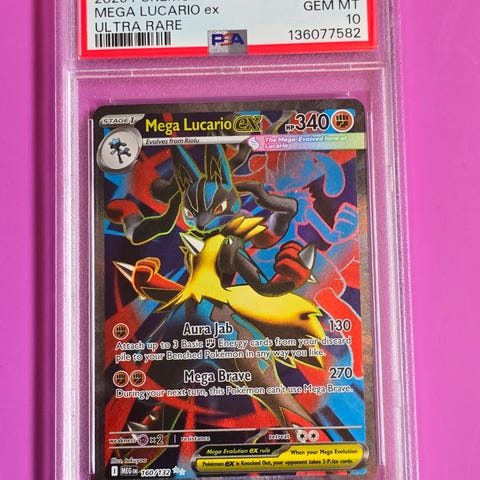 MEGA LUCARIO ex
GEM MT
ULTRA RARE
PSA
10
136077582
STAGE 1
Mega Lucario ex
HP 340
Evolves from Riolu
The Mega-Evolved form of
Lucario
Aura Jab 130
Attach up to 3 Basic Energy cards from your discard
pile to your Benched Pokémon in any way you like.
Mega Brave 270
During your next turn, this Pokémon can't use Mega Brave.
weakness ×2 resistance retreat
Illus. takuyoa
Mega Evolution ex rule
When your Mega Evolution
Pokémon ex is Knocked Out, your opponent takes 3 Prize cards.
I MEG EN 160/132